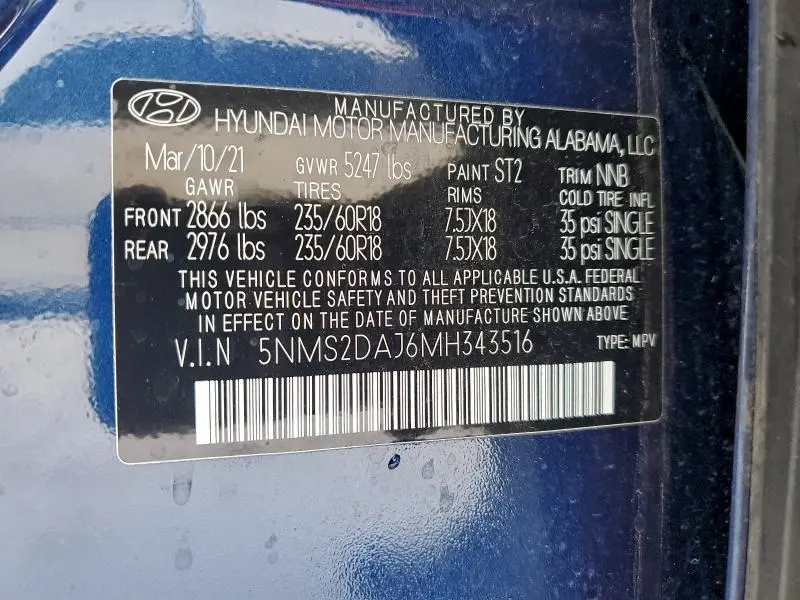 MANUFACTURED BY
HYUNDAI MOTOR MANUFACTURING ALABAMA, LLC
Mar/10/21 GVWR 5247 lbs PAINT ST2 TRIM NNB
GAWR TIRES RIMS COLD TIRE INFL
FRONT 2866 lbs 235/60R18 7.5JX18 35 psi SINGLE
REAR 2976 lbs 235/60R18 7.5JX18 35 psi SINGLE
THIS VEHICLE CONFORMS TO ALL APPLICABLE U.S.A. FEDERAL
MOTOR VEHICLE SAFETY AND THEFT PREVENTION STANDARDS
IN EFFECT ON THE DATE OF MANUFACTURE SHOWN ABOVE
V.I.N 5NMS2DAJ6MH343516 TYPE: MPV